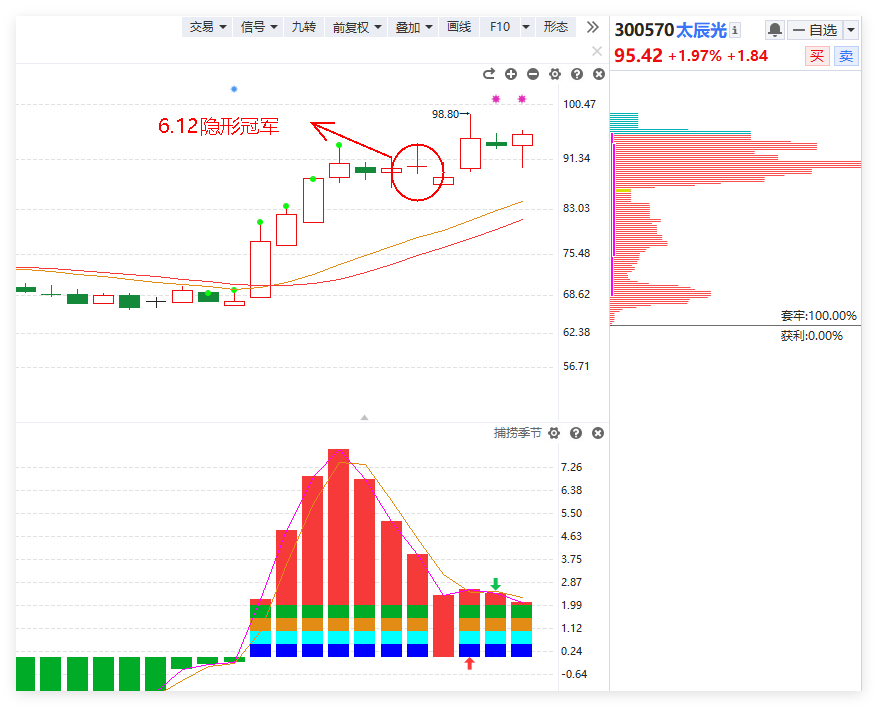 交易 信号 九转 前复权 叠加 画线 F10 形态
300570 太辰光 i 自选
95.42 +1.97% +1.84 买 卖
6.12隐形冠军
98.80
100.47
91.34
83.03
75.48
68.62
62.38
56.71
套牢:100.00%
获利:0.00%
捕捞季节
7.26
6.38
5.50
4.63
3.75
2.87
1.99
1.12
0.24
-0.64